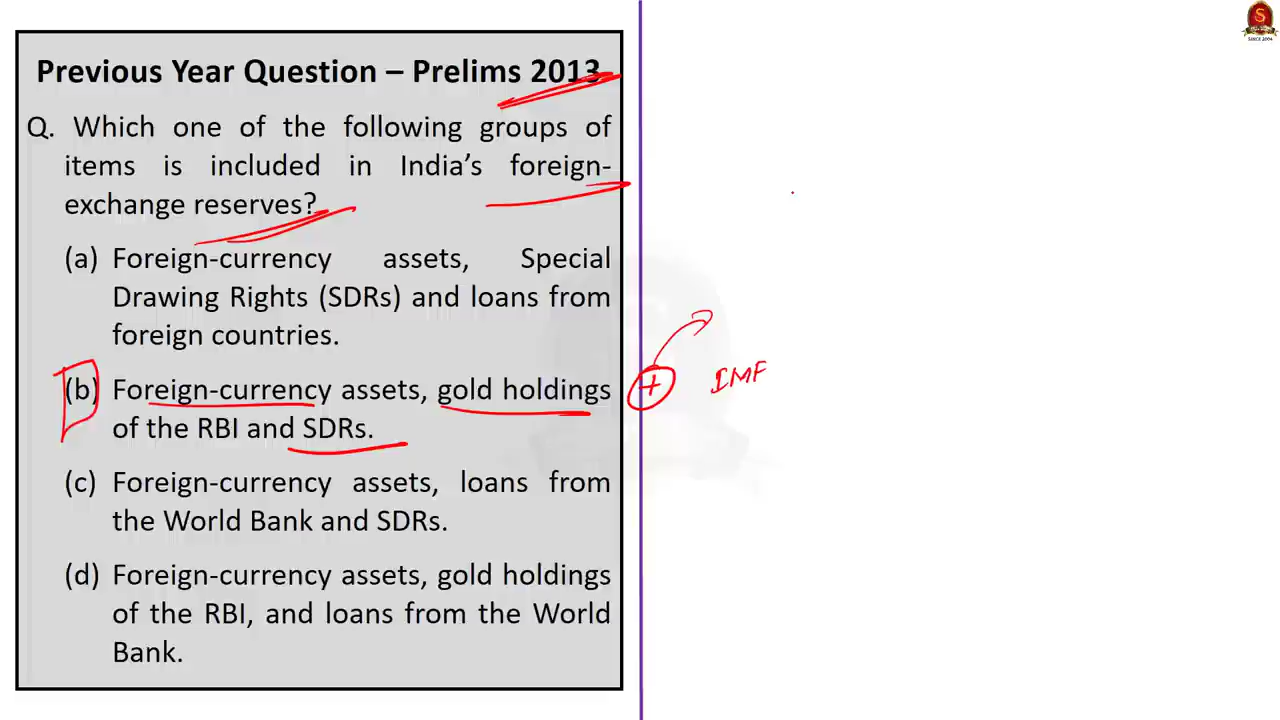 Previous Year Question – Prelims 2013
Q. Which one of the following groups of
items is included in India’s foreign-
exchange reserves?
(a) Foreign-currency assets, Special
Drawing Rights (SDRs) and loans from
foreign countries.
(b) Foreign-currency assets, gold holdings
of the RBI and SDRs.
+ IMF
(c) Foreign-currency assets, loans from
the World Bank and SDRs.
(d) Foreign-currency assets, gold holdings
of the RBI, and loans from the World
Bank.
S
SINCE 2004